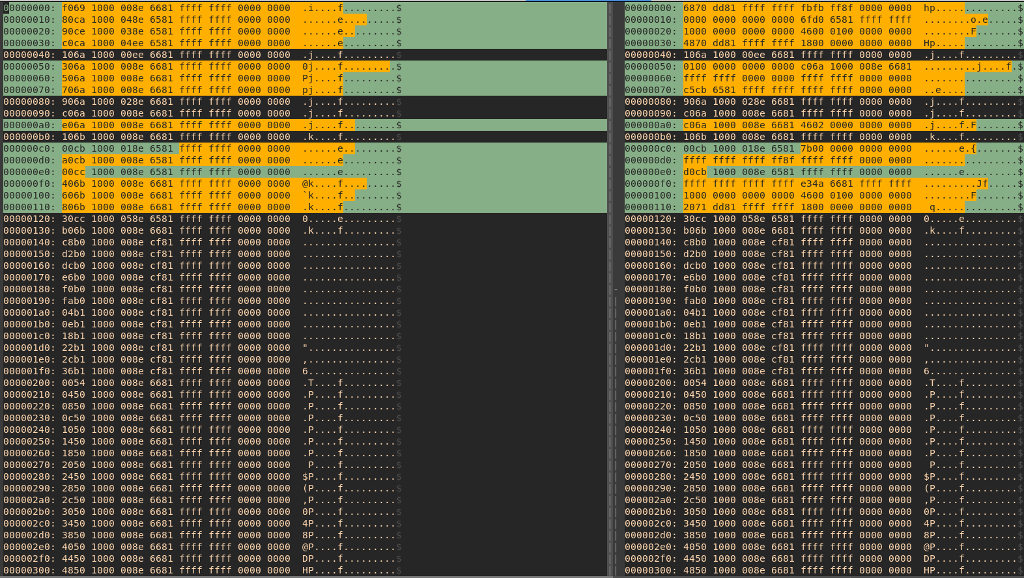 00000000: f069 1000 008e 6681 ffff ffff 0000 0000  .i....f.........$
00000010: 80ca 1000 048e 6581 ffff ffff 0000 0000  ......e.........$
00000020: 90ce 1000 038e 6581 ffff ffff 0000 0000  ......e.........$
00000030: c0ca 1000 04ee 6581 ffff ffff 0000 0000  ......e.........$
00000040: 106a 1000 00ee 6681 ffff ffff 0000 0000  .j....f.........$
00000050: 306a 1000 008e 6681 ffff ffff 0000 0000  0j....f.........$
00000060: 506a 1000 008e 6681 ffff ffff 0000 0000  Pj....f.........$
00000070: 706a 1000 008e 6681 ffff ffff 0000 0000  pj....f.........$
00000080: 906a 1000 028e 6681 ffff ffff 0000 0000  .j....f.........$
00000090: c06a 1000 008e 6681 ffff ffff 0000 0000  .j....f.........$
000000a0: e06a 1000 008e 6681 ffff ffff 0000 0000  .j....f.........$
000000b0: 106b 1000 008e 6681 ffff ffff 0000 0000  .k....f.........$
000000c0: 00cb 1000 018e 6581 ffff ffff 0000 0000  ......e.........$
000000d0: a0cb 1000 008e 6581 ffff ffff 0000 0000  ......e.........$
000000e0: 00cc 1000 008e 6581 ffff ffff 0000 0000  ......e.........$
000000f0: 406b 1000 008e 6681 ffff ffff 0000 0000  @k....f.........$
00000100: 606b 1000 008e 6681 ffff ffff 0000 0000  `k....f.........$
00000110: 806b 1000 008e 6681 ffff ffff 0000 0000  .k....f.........$
00000120: 30cc 1000 058e 6581 ffff ffff 0000 0000  0.....e.........$
00000130: b06b 1000 008e 6681 ffff ffff 0000 0000  .k....f.........$
00000140: c8b0 1000 008e cf81 ffff ffff 0000 0000  ................$
00000150: d2b0 1000 008e cf81 ffff ffff 0000 0000  ................$
00000160: dcb0 1000 008e cf81 ffff ffff 0000 0000  ................$
00000170: e6b0 1000 008e cf81 ffff ffff 0000 0000  ................$
00000180: f0b0 1000 008e cf81 ffff ffff 0000 0000  ................$
00000190: fab0 1000 008e cf81 ffff ffff 0000 0000  ................$
000001a0: 04b1 1000 008e cf81 ffff ffff 0000 0000  ................$
000001b0: 0eb1 1000 008e cf81 ffff ffff 0000 0000  ................$
000001c0: 18b1 1000 008e cf81 ffff ffff 0000 0000  ................$
000001d0: 22b1 1000 008e cf81 ffff ffff 0000 0000  "...............$
000001e0: 2cb1 1000 008e cf81 ffff ffff 0000 0000  ,...............$
000001f0: 36b1 1000 008e cf81 ffff ffff 0000 0000  6...............$
00000200: 0054 1000 008e 6681 ffff ffff 0000 0000  .T....f.........$
00000210: 0450 1000 008e 6681 ffff ffff 0000 0000  .P....f.........$
00000220: 0850 1000 008e 6681 ffff ffff 0000 0000  .P....f.........$
00000230: 0c50 1000 008e 6681 ffff ffff 0000 0000  .P....f.........$
00000240: 1050 1000 008e 6681 ffff ffff 0000 0000  .P....f.........$
00000250: 1450 1000 008e 6681 ffff ffff 0000 0000  .P....f.........$
00000260: 1850 1000 008e 6681 ffff ffff 0000 0000  .P....f.........$
00000270: 2050 1000 008e 6681 ffff ffff 0000 0000   P....f.........$
00000280: 2450 1000 008e 6681 ffff ffff 0000 0000  $P....f.........$
00000290: 2850 1000 008e 6681 ffff ffff 0000 0000  (P....f.........$
000002a0: 2c50 1000 008e 6681 ffff ffff 0000 0000  ,P....f.........$
000002b0: 3050 1000 008e 6681 ffff ffff 0000 0000  0P....f.........$
000002c0: 3450 1000 008e 6681 ffff ffff 0000 0000  4P....f.........$
000002d0: 3850 1000 008e 6681 ffff ffff 0000 0000  8P....f.........$
000002e0: 4050 1000 008e 6681 ffff ffff 0000 0000  @P....f.........$
000002f0: 4450 1000 008e 6681 ffff ffff 0000 0000  DP....f.........$
00000300: 4850 1000 008e 6681 ffff ffff 0000 0000  HP....f.........$
00000000: 6870 dd81 ffff ffff fbfb ff8f 0000 0000  hp..............$
00000010: 0000 0000 0000 0000 6fd0 6581 ffff ffff  ........o.e.....$
00000020: 1000 0000 0000 0000 4600 0100 0000 0000  ........F.......$
00000030: 4870 dd81 ffff ffff 1800 0000 0000 0000  Hp..............$
00000040: 106a 1000 00ee 6681 ffff ffff 0000 0000  .j....f.........$
00000050: 0100 0000 0000 0000 c06a 1000 008e 6681  .........j....f.$
00000060: ffff ffff ffff ffff 0000 0000 0000 0000  ................$
00000070: c5cb 6581 ffff ffff 0000 0000 0000 0000  ..e.............$
00000080: 906a 1000 028e 6681 ffff ffff 0000 0000  .j....f.........$
00000090: c06a 1000 008e 6681 ffff ffff 0000 0000  .j....f.........$
000000a0: c06a 1000 008e 6681 4602 0000 0000 0000  .j....f.F.......$
000000b0: 106b 1000 008e 6681 ffff ffff 0000 0000  .k....f.........$
000000c0: 00cb 1000 018e 6581 7b00 0000 0000 0000  ......e.{.......$
000000d0: ffff ffff ffff ff8f ffff ffff 0000 0000  ................$
000000e0: d0cb 1000 008e 6581 ffff ffff 0000 0000  ......e.........$
000000f0: ffff ffff ffff ffff e34a 6681 ffff ffff  .........Jf.....$
00000100: 1000 0000 0000 0000 4600 0100 0000 0000  ........F.......$
00000110: 2071 dd81 ffff ffff 1800 0000 0000 0000   q..............$
00000120: 30cc 1000 058e 6581 ffff ffff 0000 0000  0.....e.........$
00000130: b06b 1000 008e 6681 ffff ffff 0000 0000  .k....f.........$
00000140: c8b0 1000 008e cf81 ffff ffff 0000 0000  ................$
00000150: d2b0 1000 008e cf81 ffff ffff 0000 0000  ................$
00000160: dcb0 1000 008e cf81 ffff ffff 0000 0000  ................$
00000170: e6b0 1000 008e cf81 ffff ffff 0000 0000  ................$
00000180: f0b0 1000 008e cf81 ffff ffff 0000 0000  ................$
00000190: fab0 1000 008e cf81 ffff ffff 0000 0000  ................$
000001a0: 04b1 1000 008e cf81 ffff ffff 0000 0000  ................$
000001b0: 0eb1 1000 008e cf81 ffff ffff 0000 0000  ................$
000001c0: 18b1 1000 008e cf81 ffff ffff 0000 0000  ................$
000001d0: 22b1 1000 008e cf81 ffff ffff 0000 0000  "...............$
000001e0: 2cb1 1000 008e cf81 ffff ffff 0000 0000  ,...............$
000001f0: 36b1 1000 008e cf81 ffff ffff 0000 0000  6...............$
00000200: 0054 1000 008e 6681 ffff ffff 0000 0000  .T....f.........$
00000210: 0450 1000 008e 6681 ffff ffff 0000 0000  .P....f.........$
00000220: 0850 1000 008e 6681 ffff ffff 0000 0000  .P....f.........$
00000230: 0c50 1000 008e 6681 ffff ffff 0000 0000  .P....f.........$
00000240: 1050 1000 008e 6681 ffff ffff 0000 0000  .P....f.........$
00000250: 1450 1000 008e 6681 ffff ffff 0000 0000  .P....f.........$
00000260: 1850 1000 008e 6681 ffff ffff 0000 0000  .P....f.........$
00000270: 2050 1000 008e 6681 ffff ffff 0000 0000   P....f.........$
00000280: 2450 1000 008e 6681 ffff ffff 0000 0000  $P....f.........$
00000290: 2850 1000 008e 6681 ffff ffff 0000 0000  (P....f.........$
000002a0: 2c50 1000 008e 6681 ffff ffff 0000 0000  ,P....f.........$
000002b0: 3050 1000 008e 6681 ffff ffff 0000 0000  0P....f.........$
000002c0: 3450 1000 008e 6681 ffff ffff 0000 0000  4P....f.........$
000002d0: 3850 1000 008e 6681 ffff ffff 0000 0000  8P....f.........$
000002e0: 4050 1000 008e 6681 ffff ffff 0000 0000  @P....f.........$
000002f0: 4450 1000 008e 6681 ffff ffff 0000 0000  DP....f.........$
00000300: 4850 1000 008e 6681 ffff ffff 0000 0000  HP....f.........$